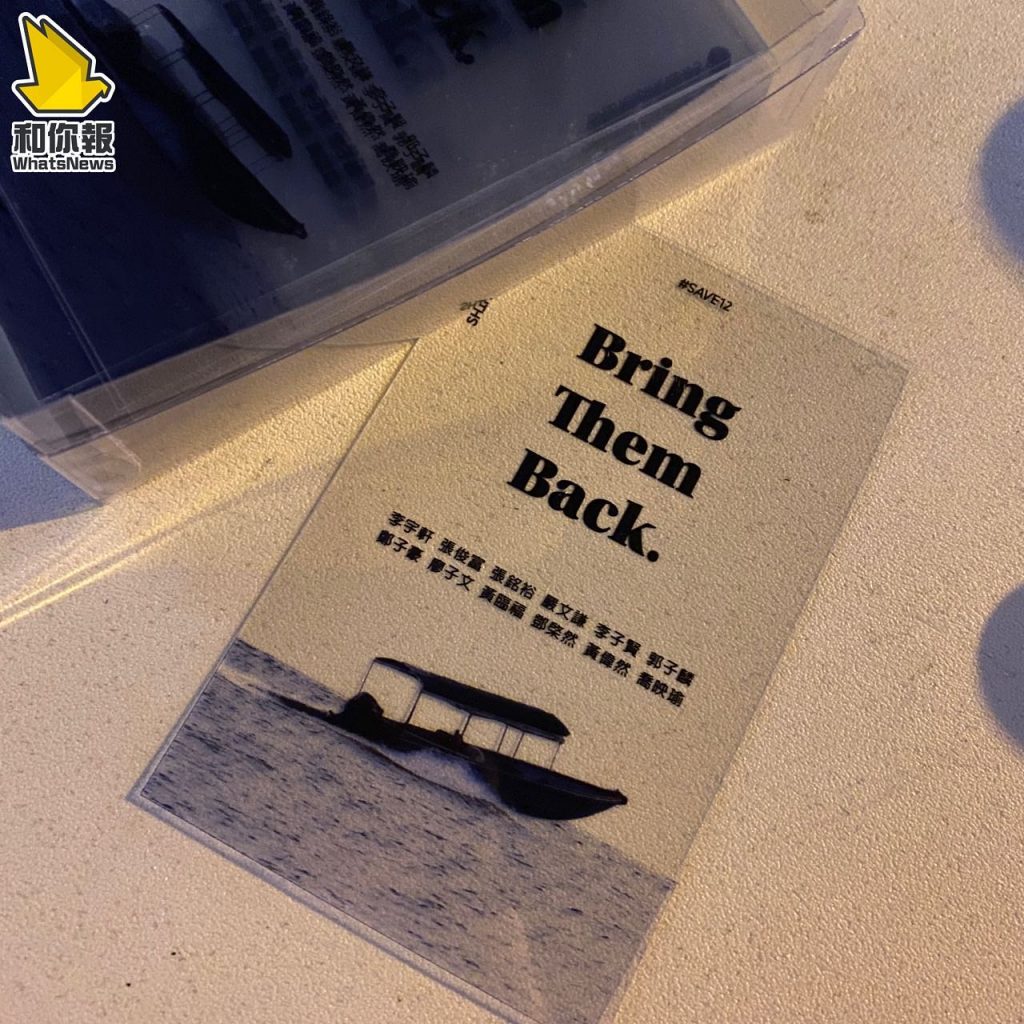 和你報
WhatsNews
#SAVE12
Bring
Them
Back.
李宇軒 張俊富 張銘裕 嚴文謙 李子賢 郭子麟
鄭子豪 廖子文 黃臨福 鄧棨然 黃偉然 喬映瑜